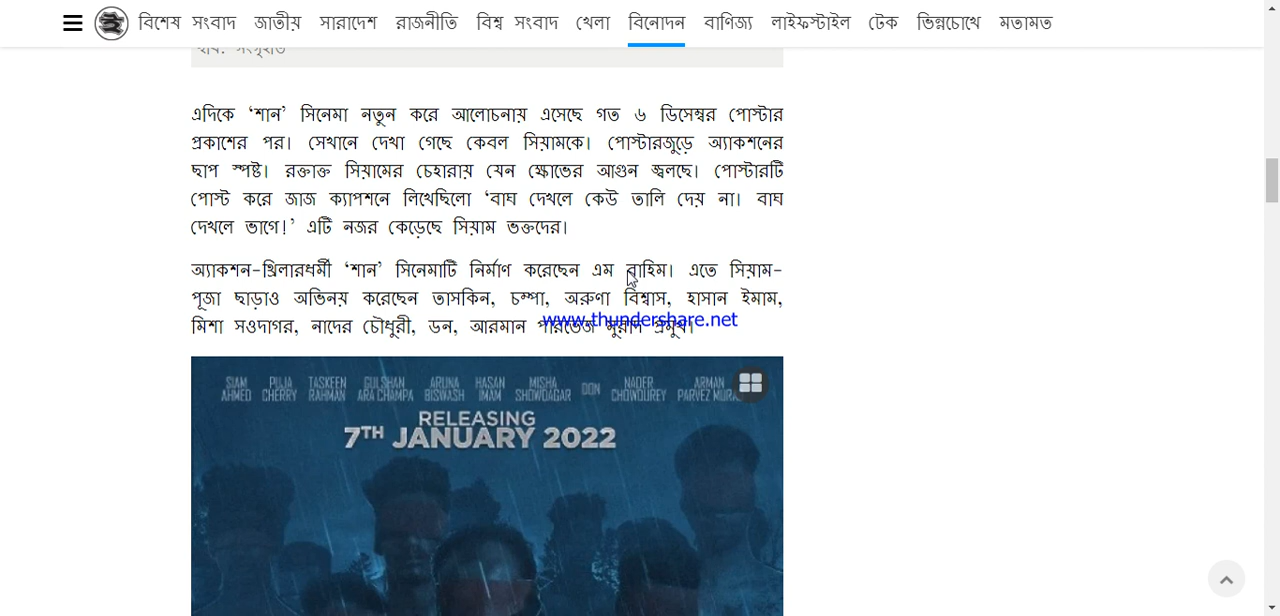 বিশেষ সংবাদ জাতীয় সারাদেশ রাজনীতি বিশ্ব সংবাদ খেলা বিনোদন বাণিজ্য লাইফস্টাইল টেক ভিন্নচোখে মতামত
ছবি: সংগৃহীত
এদিকে ‘শান’ সিনেমা নতুন করে আলোচনায় এসেছে গত ৬ ডিসেম্বর পোস্টার
প্রকাশের পর। সেখানে দেখা গেছে কেবল সিয়ামকে। পোস্টারজুড়ে অ্যাকশনের
ছাপ স্পষ্ট। রক্তাক্ত সিয়ামের চেহারায় যেন ক্ষোভের আগুন জ্বলছে। পোস্টারটি
পোস্ট করে জাজ ক্যাপশনে লিখেছিলো ‘বাঘ দেখলে কেউ তালি দেয় না। বাঘ
দেখলে ভাগে!’ এটি নজর কেড়েছে সিয়াম ভক্তদের।
অ্যাকশন-থ্রিলারধর্মী ‘শান’ সিনেমাটি নির্মাণ করেছেন এম রাহিম। এতে সিয়াম-
পূজা ছাড়াও অভিনয় করেছেন তাসকিন, চম্পা, অরুণা বিশ্বাস, হাসান ইমাম,
মিশা সওদাগর, নাদের চৌধুরী, ডন, আরমান পারভেজ মুরাদ প্রমুখ।
www.thundershare.net
SIAM AHMED PUJA CHERRY TASKEEN RAHMAN GULSHAN ARA CHAMPA ARUNA BISWASH HASAN IMAM MISHA SHOWDAGAR DON NADER CHOWDUREY ARMAN PARVEZ
RELEASING
7TH JANUARY 2022